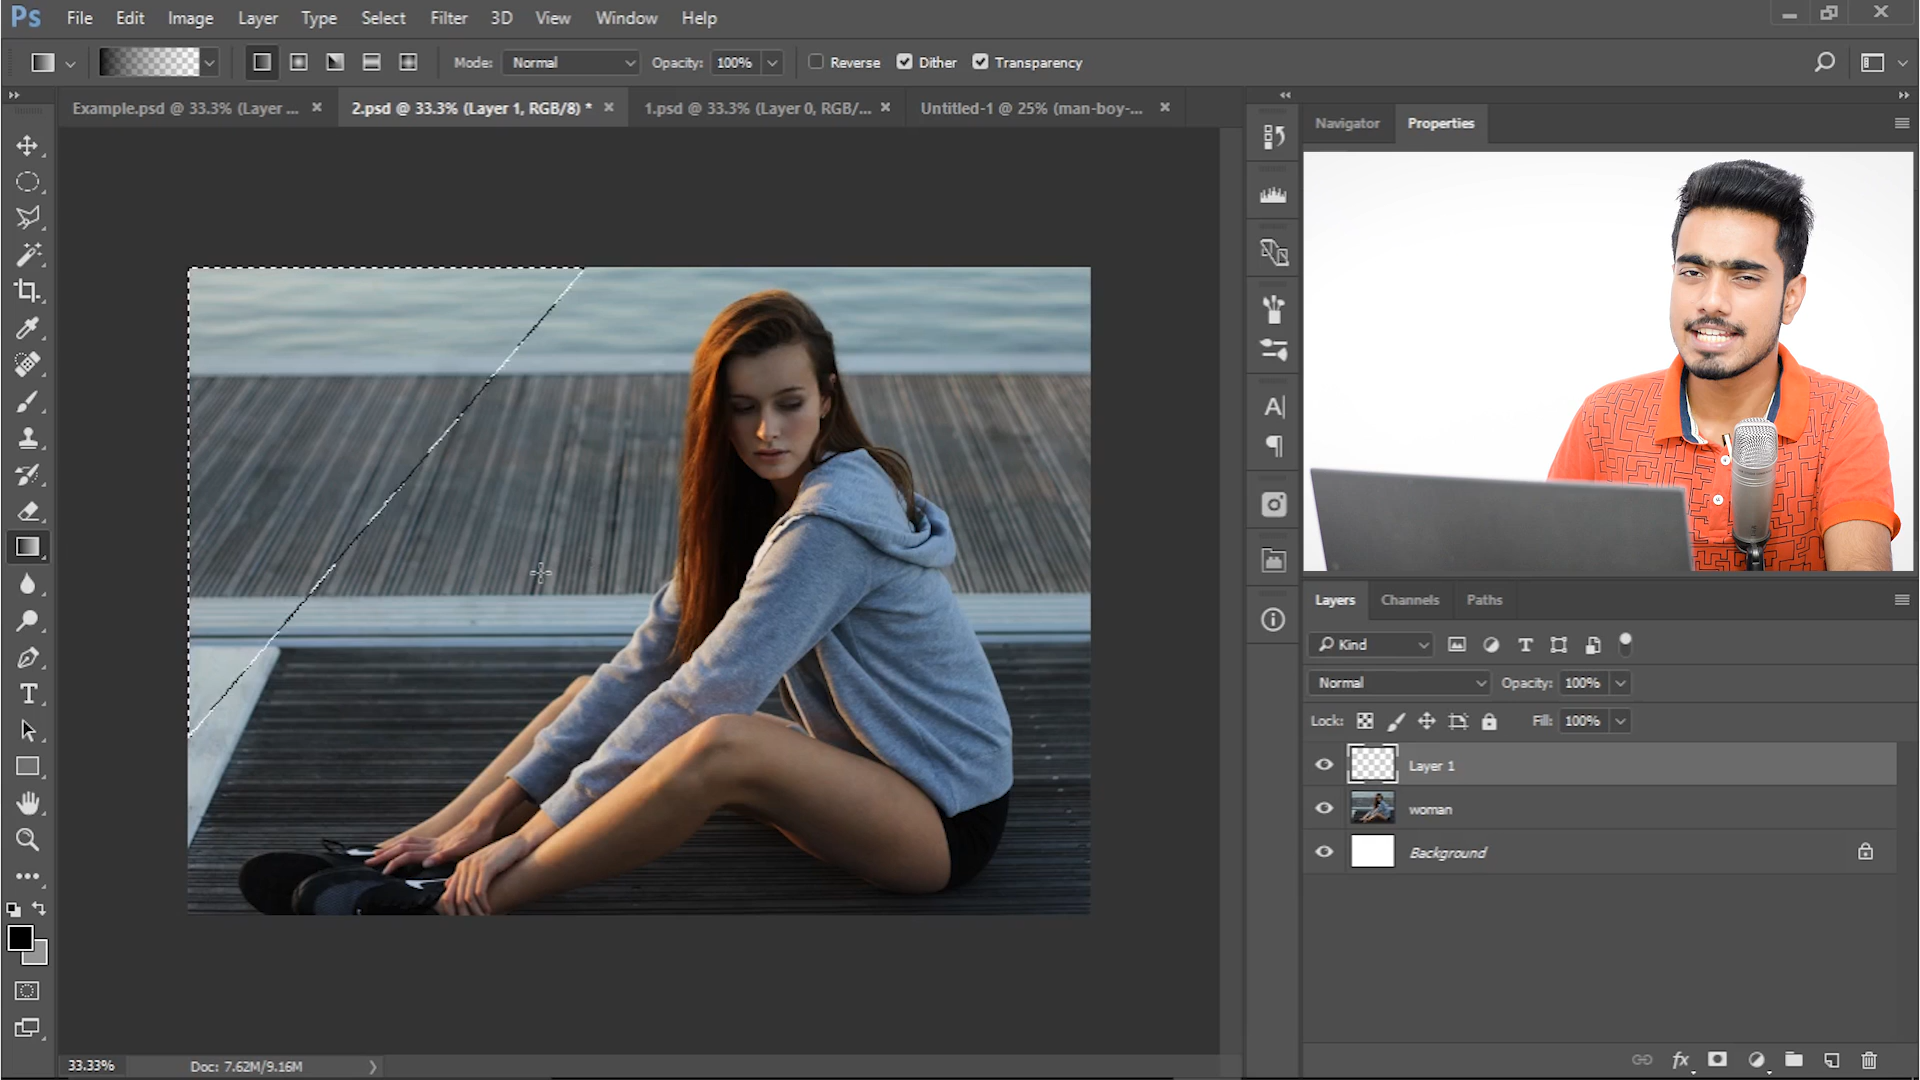 Ps File Edit Image Layer Type Select Filter 3D View Window Help
Mode: Normal Opacity: 100% Reverse Dither Transparency
Example.psd @ 33.3% (Layer ... × 2.psd @ 33.3% (Layer 1, RGB/8) * × 1.psd @ 33.3% (Layer 0, RGB/... × Untitled-1 @ 25% (man-boy-... ×
Navigator Properties
Layers Channels Paths
Kind
Normal Opacity: 100%
Lock: Fill: 100%
Layer 1
woman
Background
33.33% Doc: 7.62M/9.16M
fx